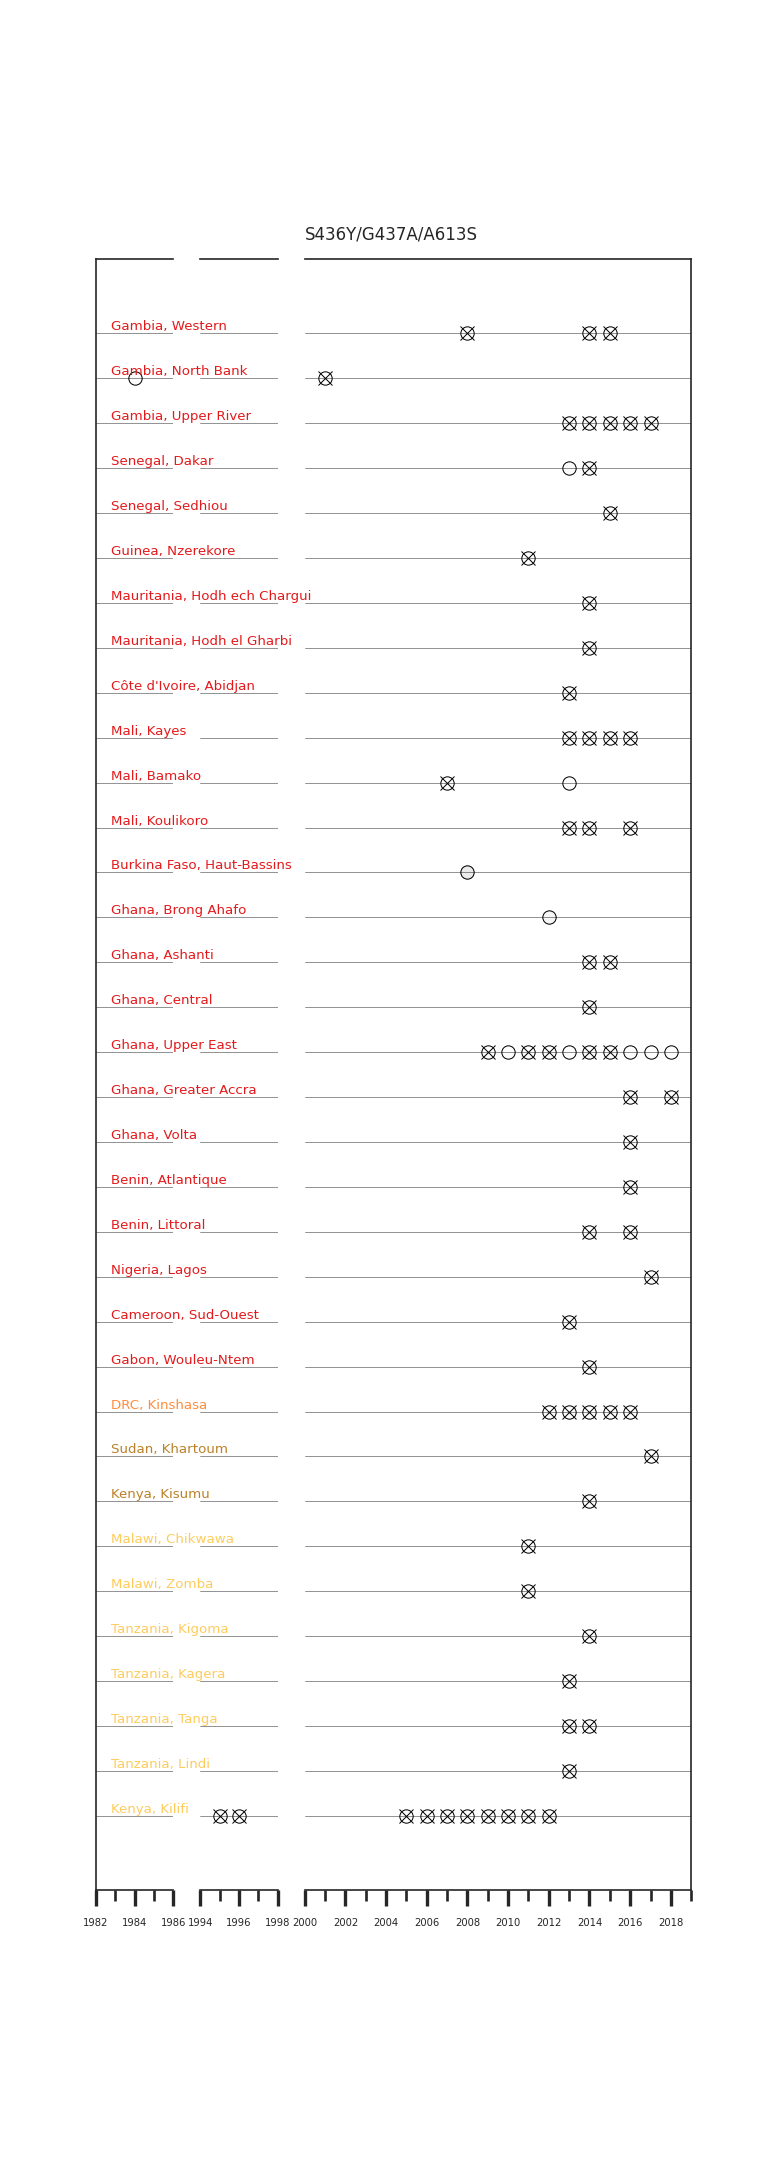 S436Y/G437A/A613S
Gambia, Western
Gambia, North Bank
Gambia, Upper River
Senegal, Dakar
Senegal, Sedhiou
Guinea, Nzerekore
Mauritania, Hodh ech Chargui
Mauritania, Hodh el Gharbi
Côte d'Ivoire, Abidjan
Mali, Kayes
Mali, Bamako
Mali, Koulikoro
Burkina Faso, Haut-Bassins
Ghana, Brong Ahafo
Ghana, Ashanti
Ghana, Central
Ghana, Upper East
Ghana, Greater Accra
Ghana, Volta
Benin, Atlantique
Benin, Littoral
Nigeria, Lagos
Cameroon, Sud-Ouest
Gabon, Wouleu-Ntem
DRC, Kinshasa
Sudan, Khartoum
Kenya, Kisumu
Malawi, Chikwawa
Malawi, Zomba
Tanzania, Kigoma
Tanzania, Kagera
Tanzania, Tanga
Tanzania, Lindi
Kenya, Kilifi
1982 1984 1986 1994 1996 1998 2000 2002 2004 2006 2008 2010 2012 2014 2016 2018